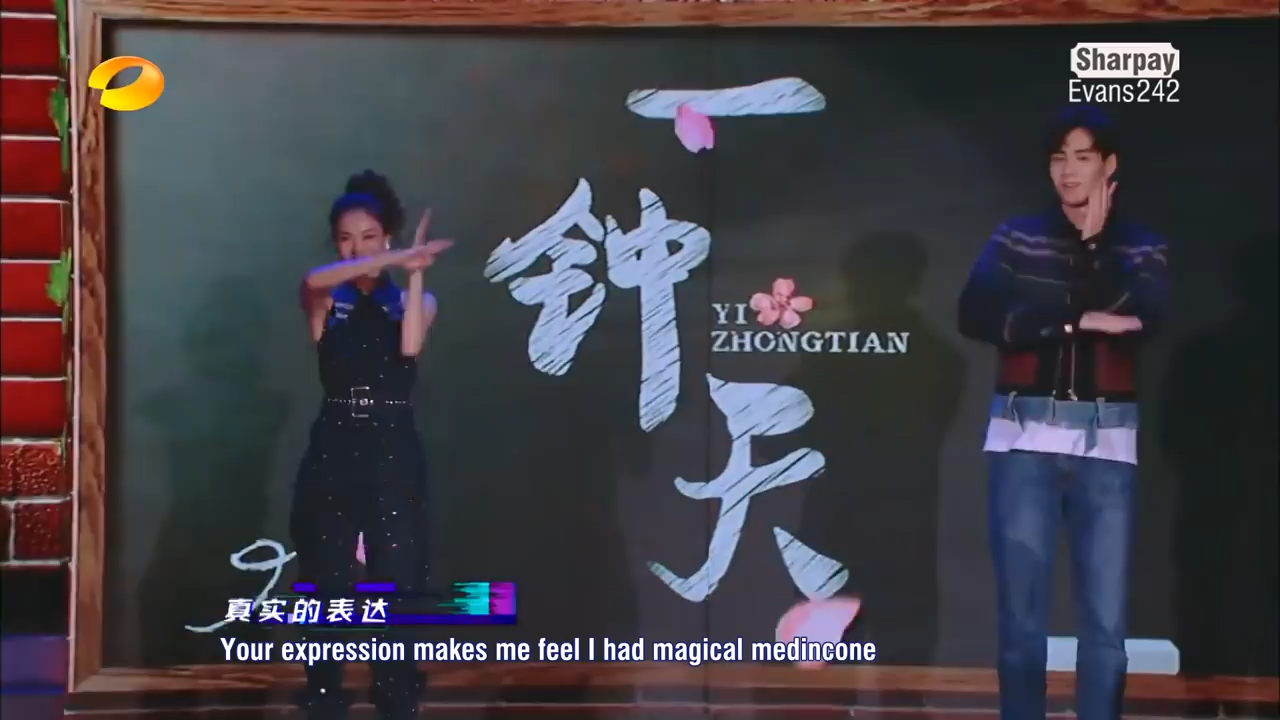 Sharpay
Evans242
一
钟
YI
ZHONGTIAN
天
真实的表达
Your expression makes me feel I had magical medincone